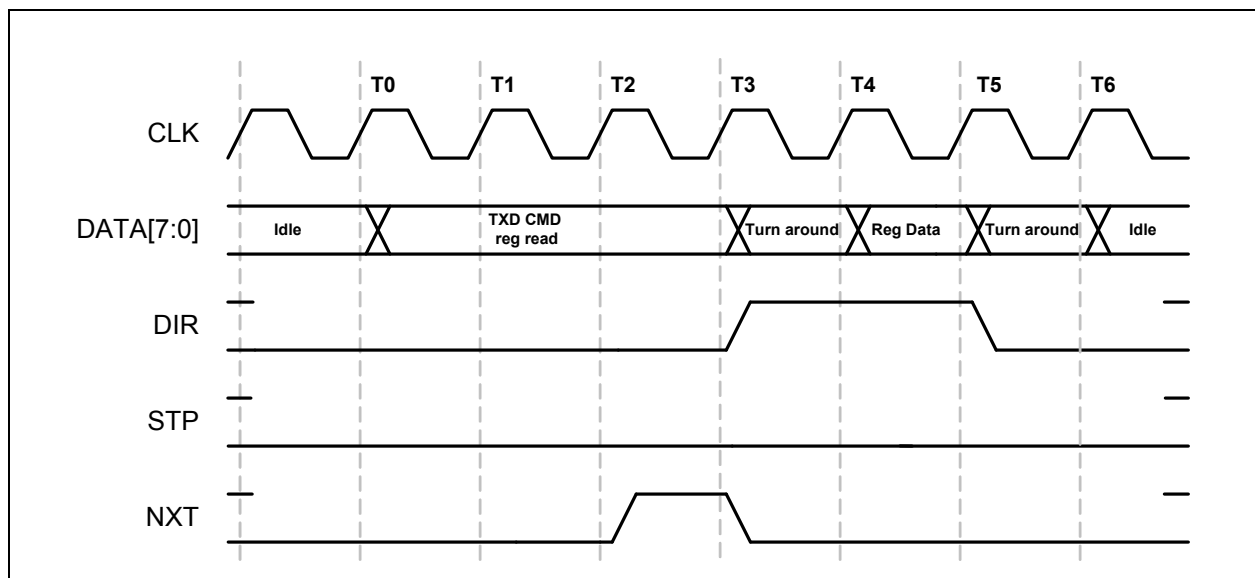 T0 T1 T2 T3 T4 T5 T6
CLK
DATA[7:0]
Idle
TXD CMD
reg read
Turn around
Reg Data
Turn around
Idle
DIR
STP
NXT